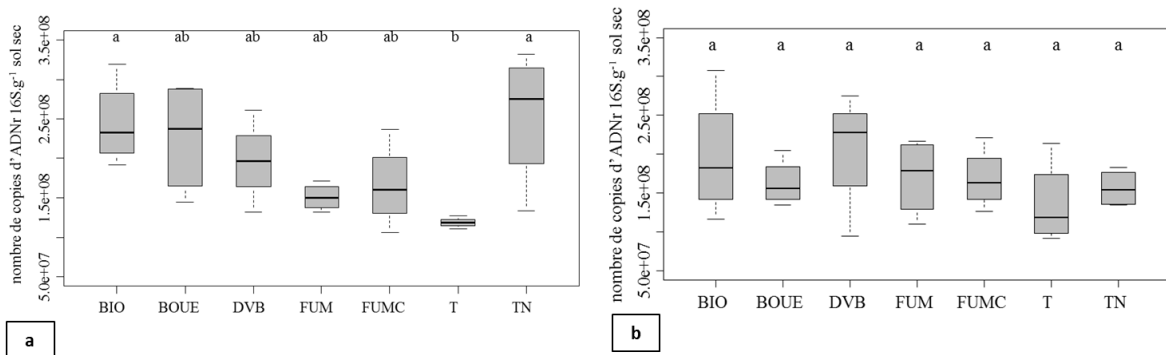 nombre de copies d'ADNr 16S.g-1 sol sec
3.5e+08
2.5e+08
1.5e+08
5.0e+07
a ab ab ab ab b a
BIO BOUE DVB FUM FUMC T TN
a
nombre de copies d'ADNr 16S.g-1 sol sec
3.5e+08
2.5e+08
1.5e+08
5.0e+07
a a a a a a a
BIO BOUE DVB FUM FUMC T TN
b